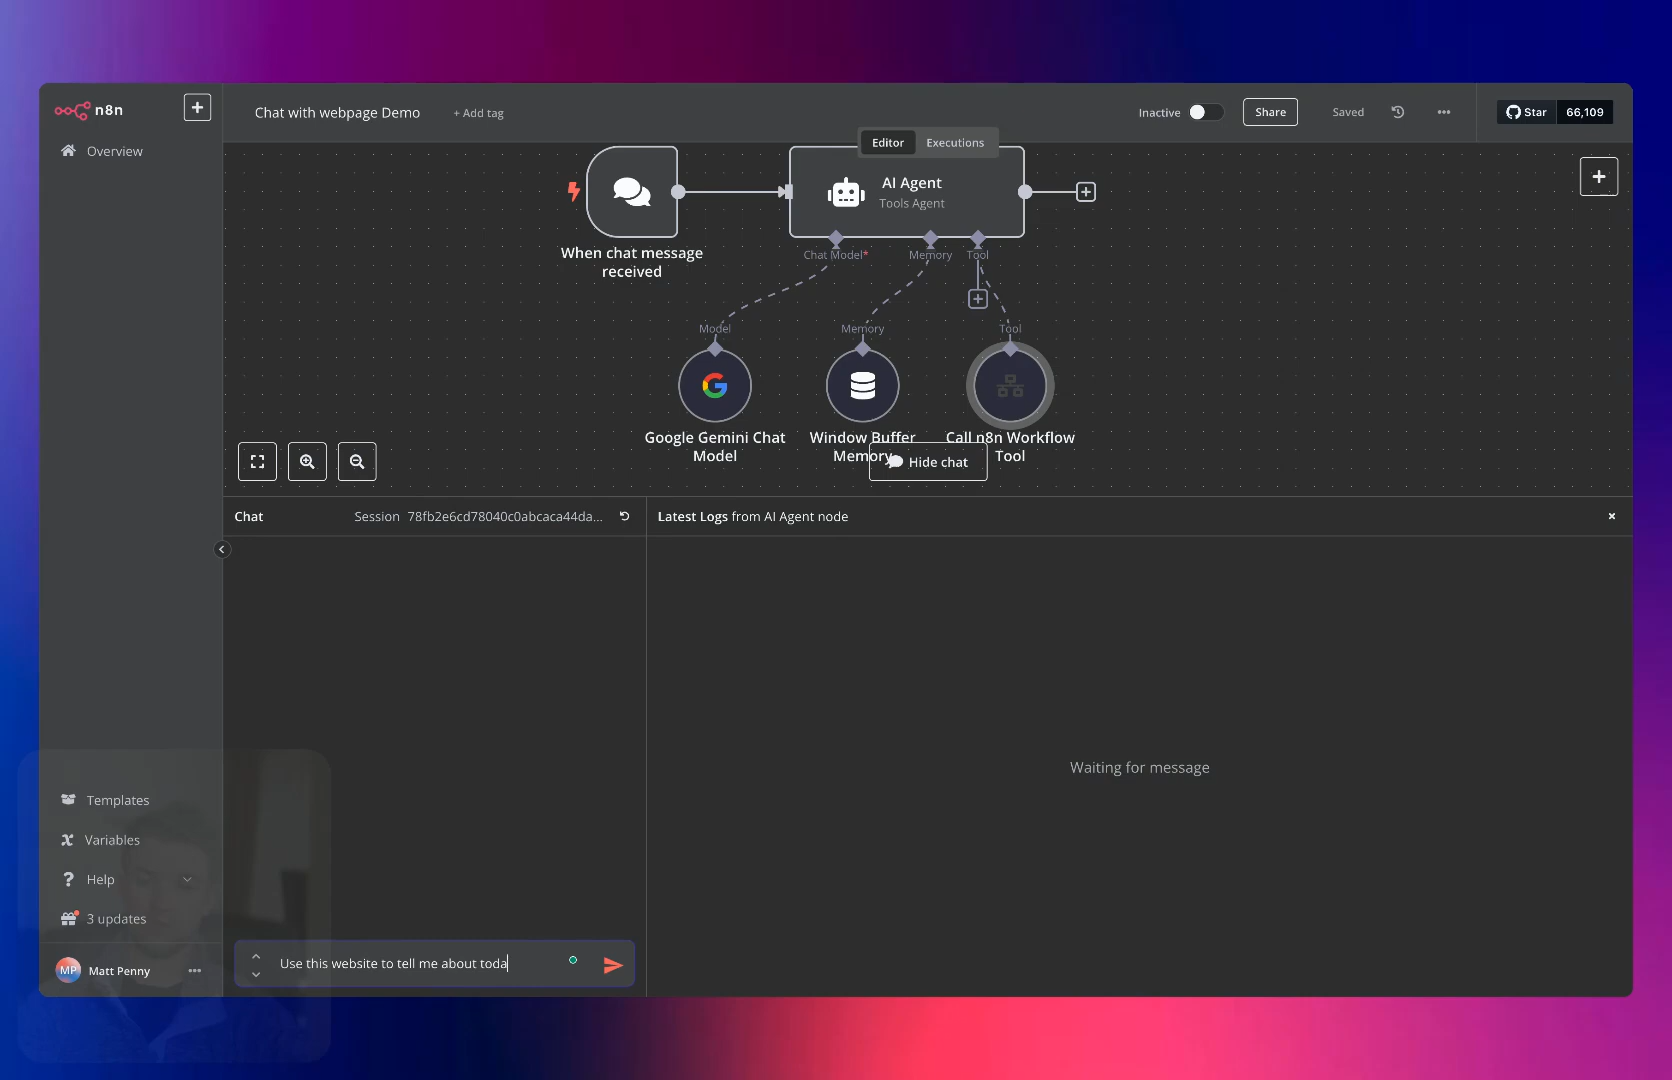 n8n
Chat with webpage Demo
+ Add tag
Inactive
Share
Saved
Star
66,109
Overview
Editor
Executions
AI Agent
Tools Agent
When chat message
received
Chat Model*
Memory
Tool
Model
Memory
Tool
Google Gemini Chat
Model
Window Buffer
Memory
Call n8n Workflow
Tool
Hide chat
Chat
Session 78fb2e6cd78040c0abcaca44da...
Latest Logs from AI Agent node
Waiting for message
Templates
Variables
Help
3 updates
MP
Matt Penny
Use this website to tell me about toda